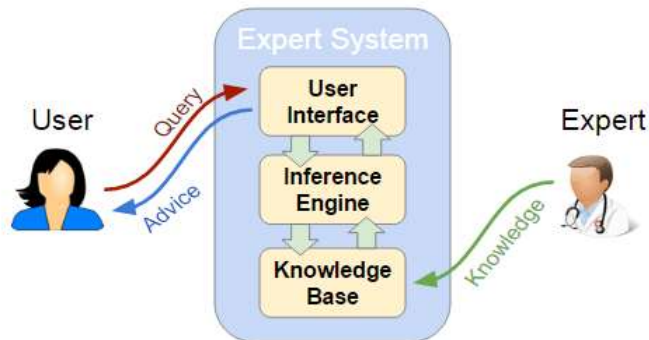 Expert System
User
Interface
User
Query
Advice
Expert
Inference
Engine
Knowledge
Knowledge
Base